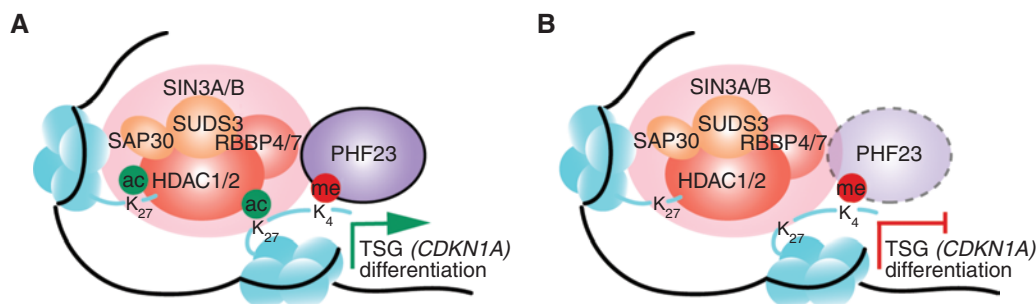 A
SIN3A/B
SUDS3
SAP30
RBBP4/7
PHF23
ac
HDAC1/2
me
ac
K27
K4
K27
TSG (CDKN1A)
differentiation
B
SIN3A/B
SUDS3
SAP30
RBBP4/7
PHF23
HDAC1/2
me
K27
K4
K27
TSG (CDKN1A)
differentiation